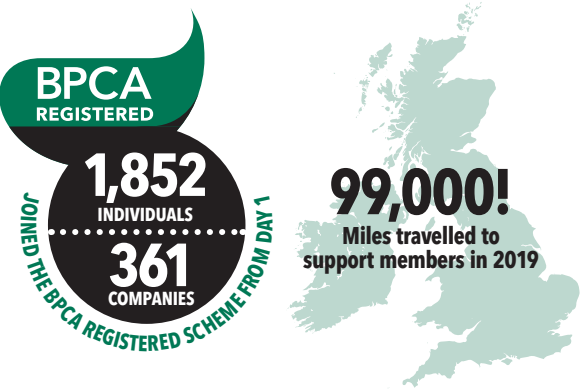 BPCA
REGISTERED
1,852
INDIVIDUALS
361
COMPANIES
JOINED THE BPCA REGISTERED SCHEME FROM DAY 1
99,000!
Miles travelled to
support members in 2019